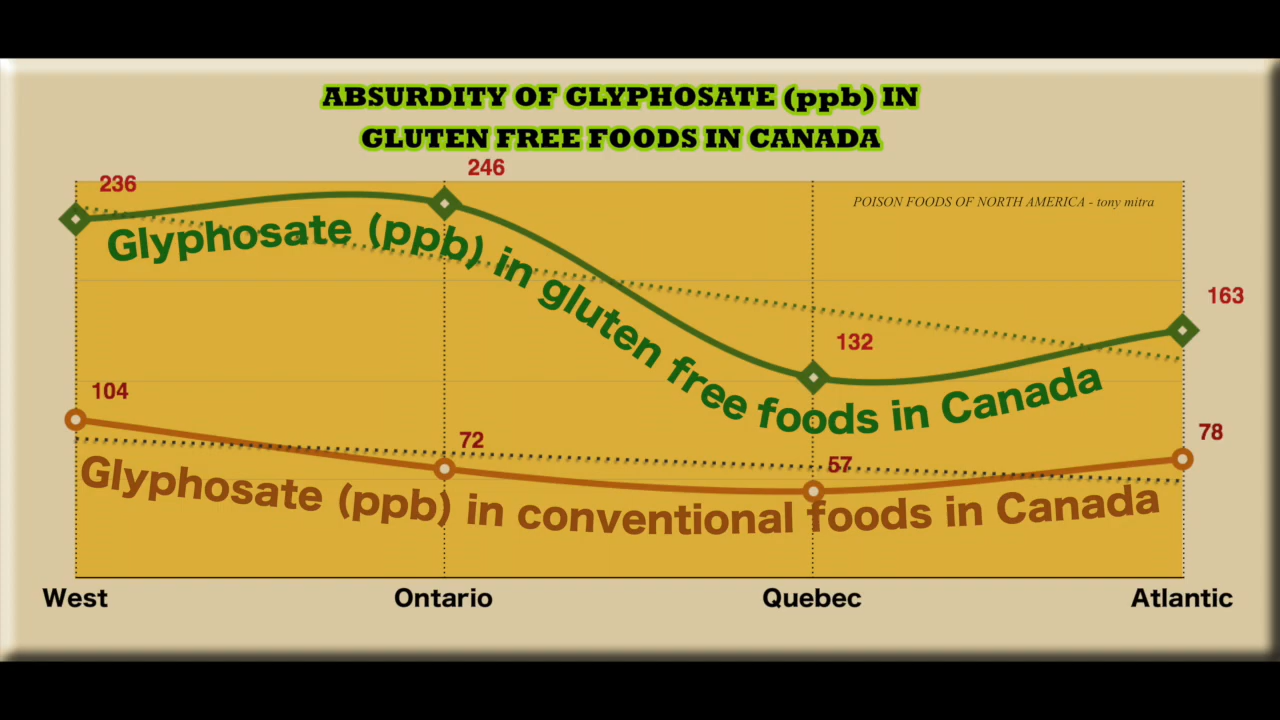 ABSURDITY OF GLYPHOSATE (ppb) IN
GLUTEN FREE FOODS IN CANADA
POISON FOODS OF NORTH AMERICA - tony mitra
236
246
132
163
Glyphosate (ppb) in gluten free foods in Canada
104
72
57
78
Glyphosate (ppb) in conventional foods in Canada
West
Ontario
Quebec
Atlantic